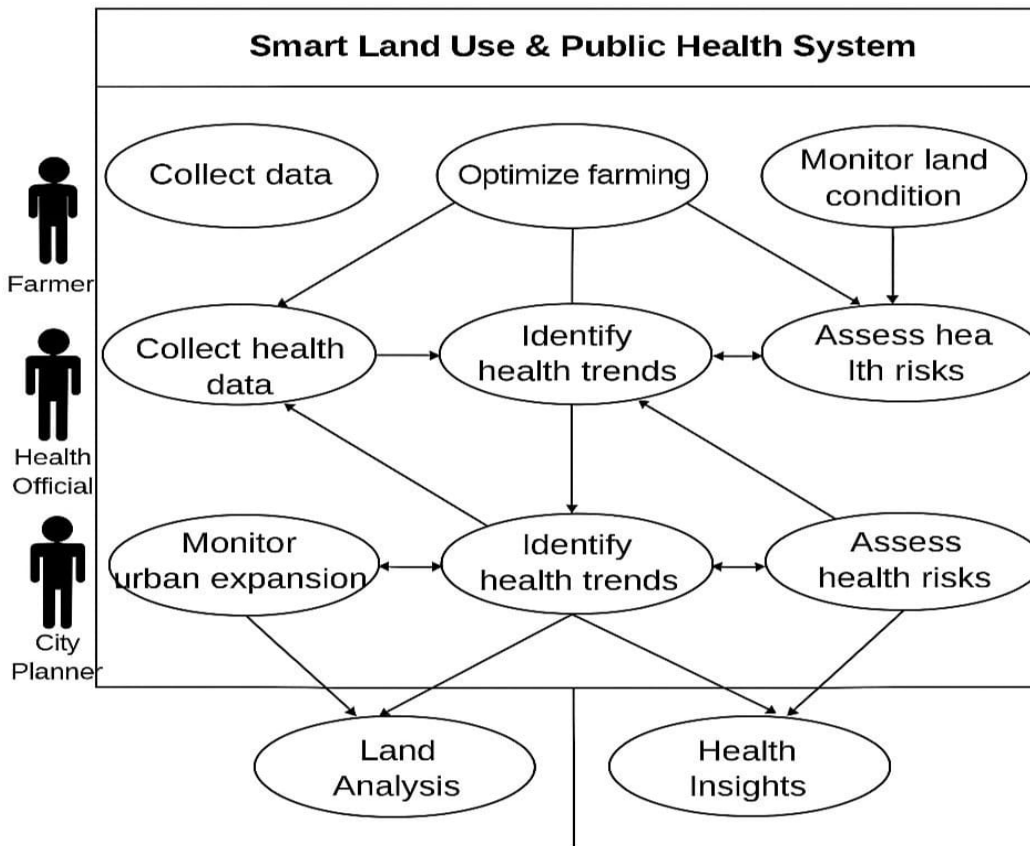 Smart Land Use & Public Health System
Collect data
Optimize farming
Monitor land
condition
Farmer
Collect health
data
Identify
health trends
Assess hea
lth risks
Health
Official
Monitor
urban expansion
Identify
health trends
Assess
health risks
City
Planner
Land
Analysis
Health
Insights